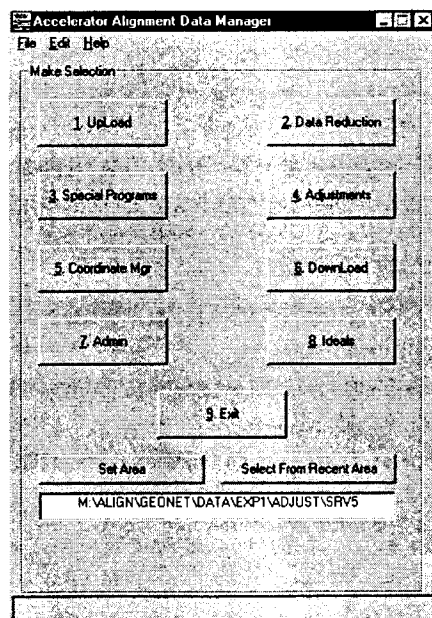 Accelerator Alignment Data Manager
File Edit Help
Make Selection
1. UpLoad
2. Data Reduction
3. Special Programs
4. Adjustments
5. Coordinate Mgr
6. DownLoad
7. Admin
8. Ideals
9. Exit
Set Area
Select From Recent Area
M:\ALIGN\GEONET\DATA\EXP1\ADJUST\SRV5